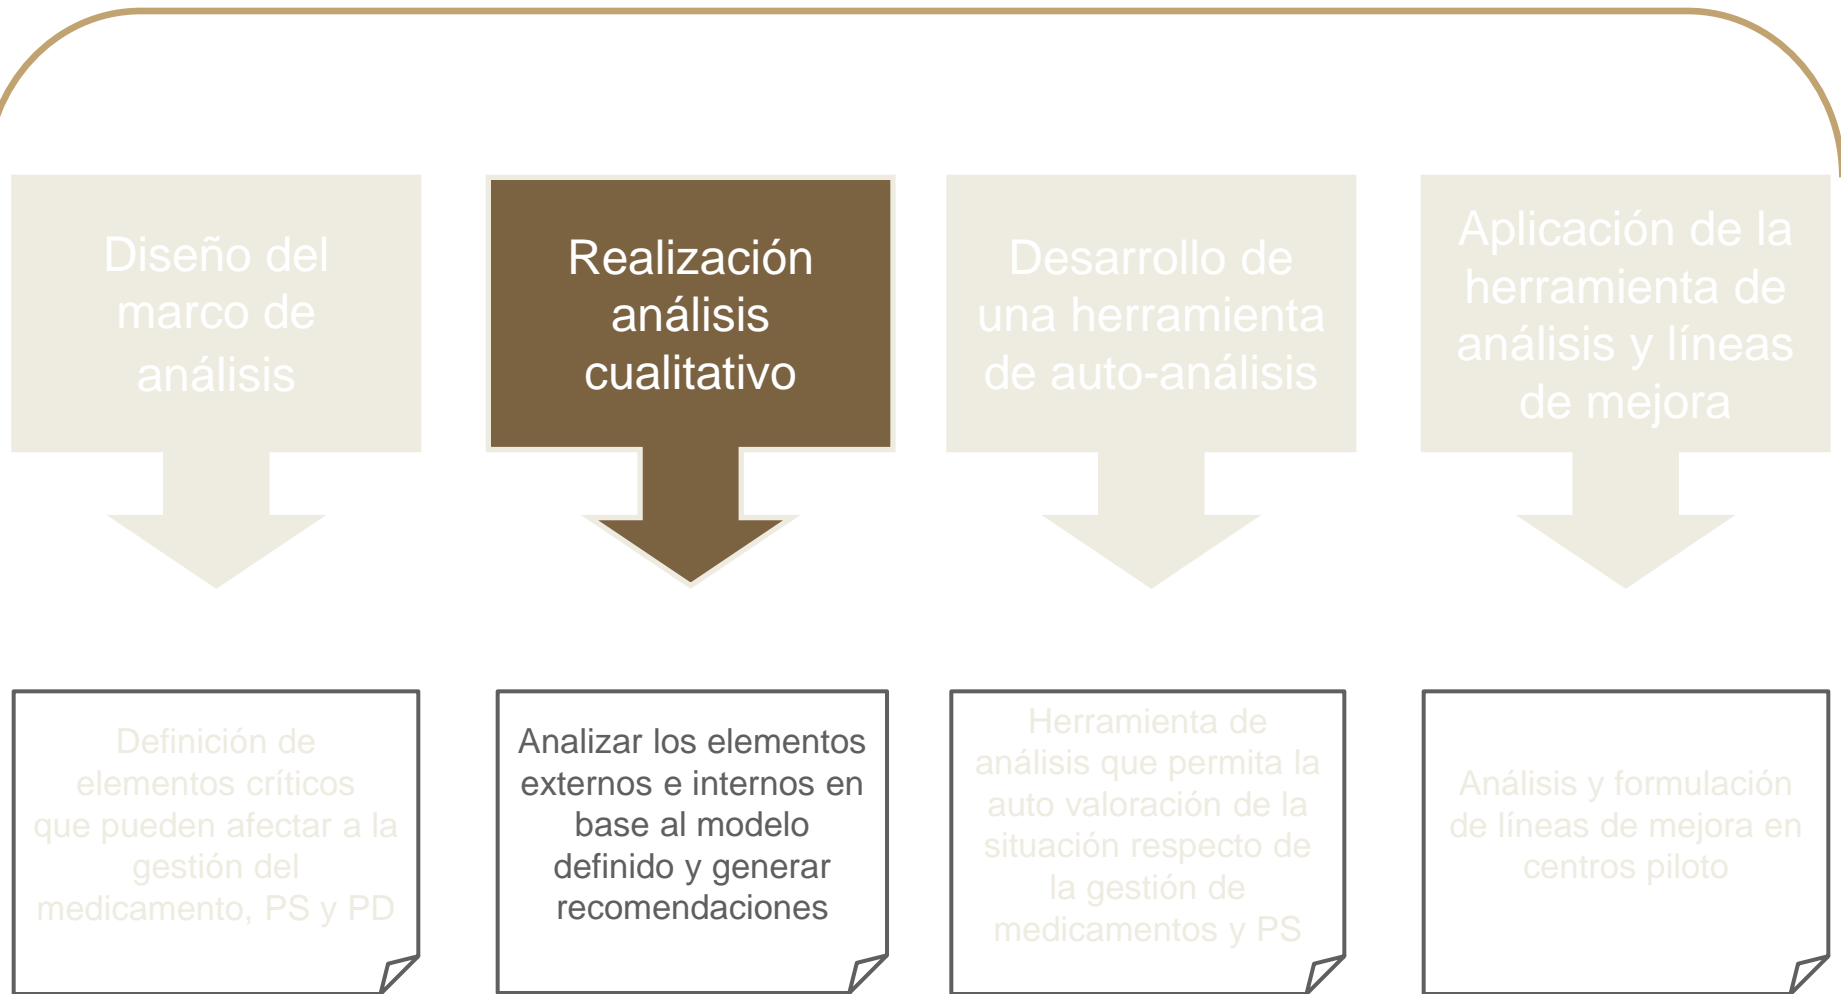 Diseño del
marco de
análisis
Realización
análisis
cualitativo
Desarrollo de
una herramienta
de auto-análisis
Aplicación de la
herramienta de
análisis y líneas
de mejora
Definición de
elementos críticos
que pueden afectar a la
gestión del
medicamento, PS y PD
Analizar los elementos
externos e internos en
base al modelo
definido y generar
recomendaciones
Herramienta de
análisis que permita la
auto valoración de la
situación respecto de
la gestión de
medicamentos y PS
Análisis y formulación
de líneas de mejora en
centros piloto